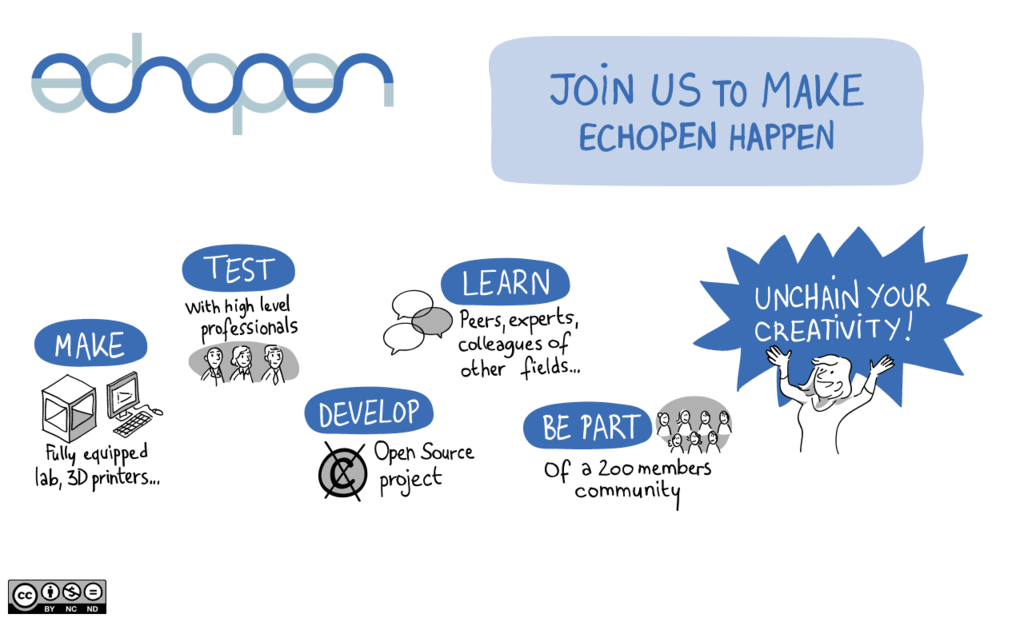 echopen
JOIN US TO MAKE
ECHOPEN HAPPEN
MAKE
Fully equipped
lab, 3D printers...
TEST
With high level
professionals
DEVELOP
C
Open Source
project
LEARN
Peers, experts,
colleagues of
other fields...
BE PART
Of a 200 members
community
UNCHAIN YOUR
CREATIVITY!
cc
BY NC ND